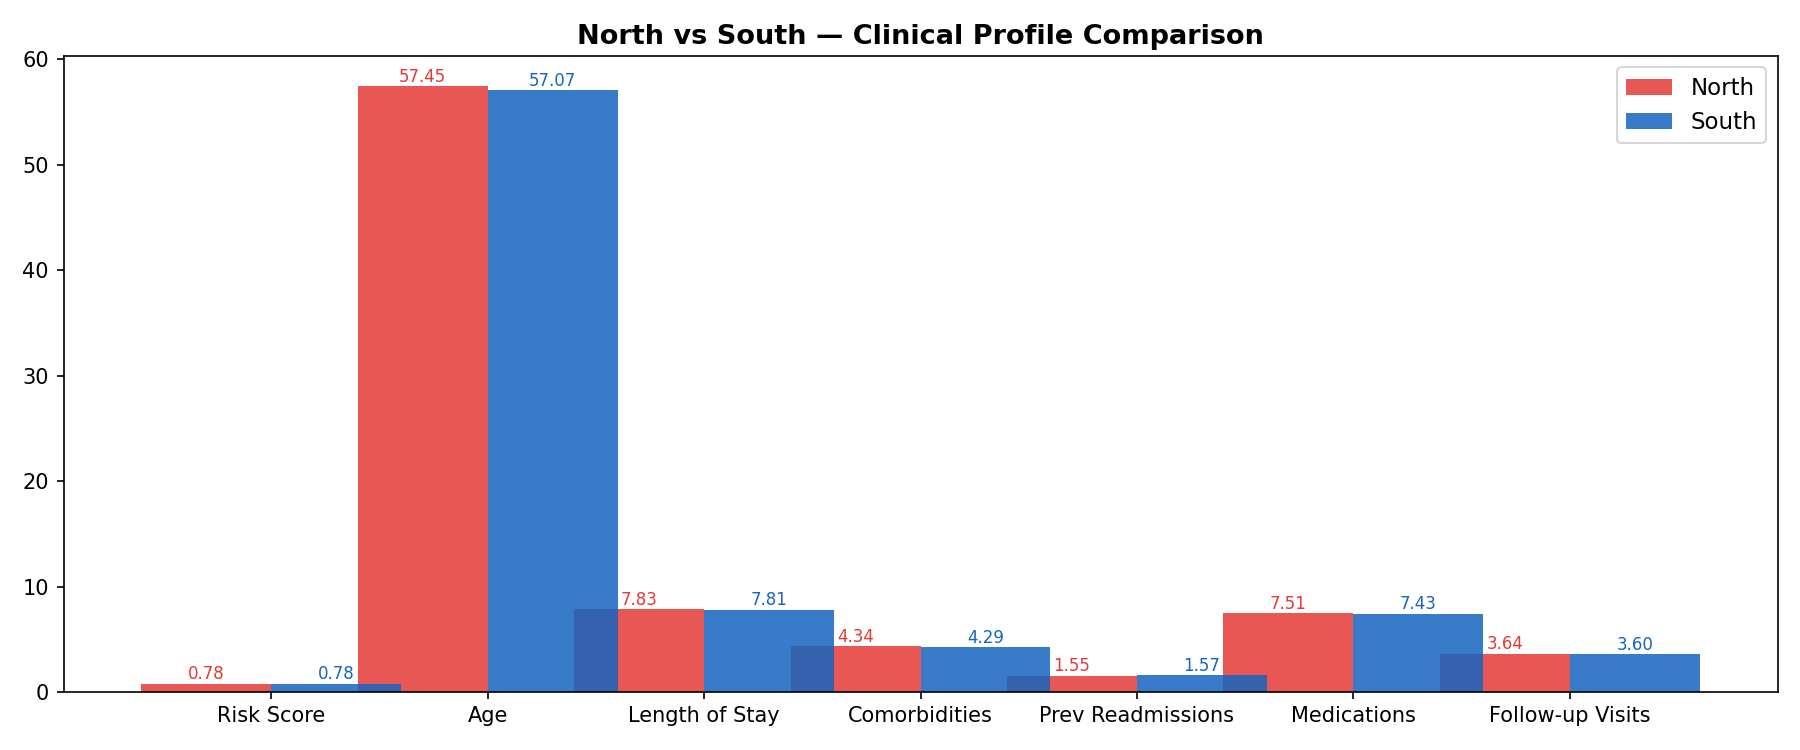 North vs South — Clinical Profile Comparison
North
South
60
50
40
30
20
10
0
0.78
0.78
57.45
57.07
7.83
7.81
4.34
4.29
1.55
1.57
7.51
7.43
3.64
3.60
Risk Score
Age
Length of Stay
Comorbidities
Prev Readmissions
Medications
Follow-up Visits